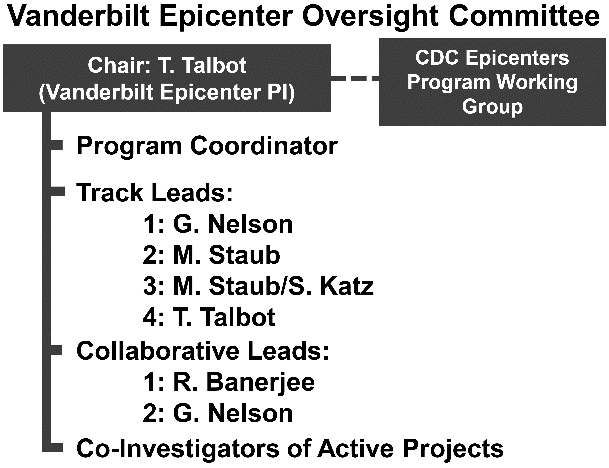 Vanderbilt Epicenter Oversight Committee
Chair: T. Talbot
(Vanderbilt Epicenter PI)
CDC Epicenters
Program Working
Group
Program Coordinator
Track Leads:
1: G. Nelson
2: M. Staub
3: M. Staub/S. Katz
4: T. Talbot
Collaborative Leads:
1: R. Banerjee
2: G. Nelson
Co-Investigators of Active Projects